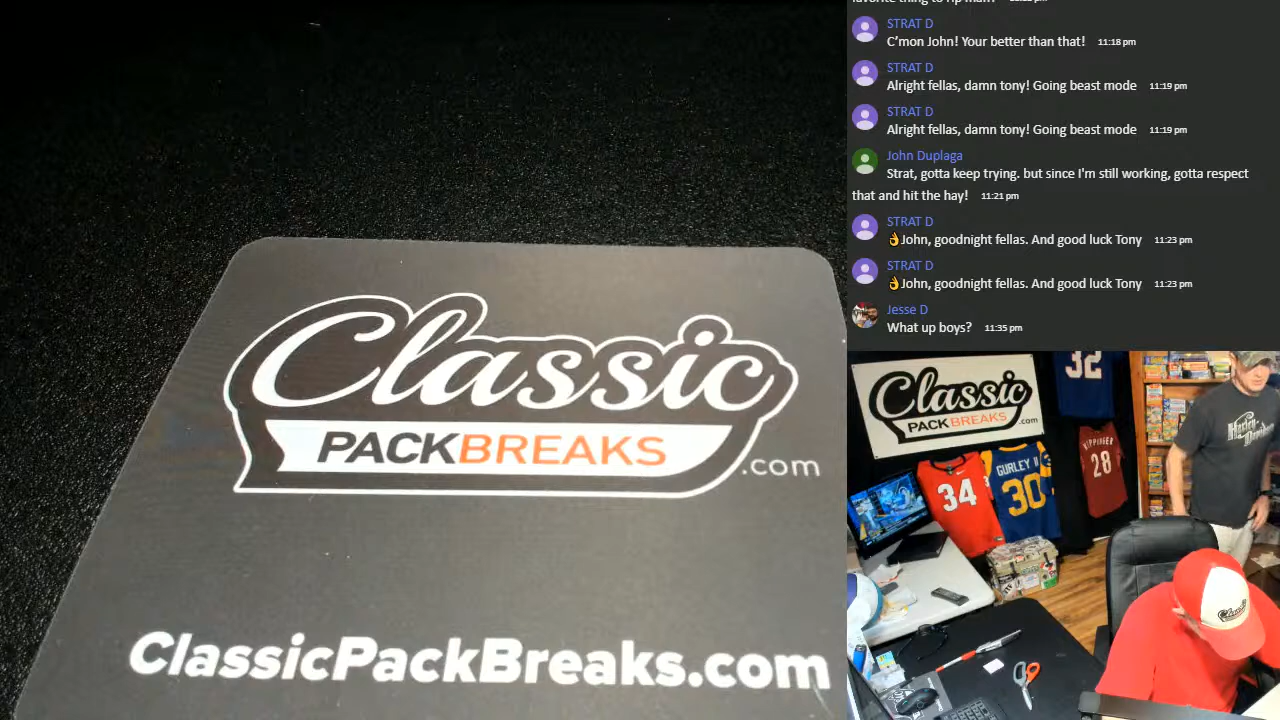 STRAT D
C'mon John! Your better than that! 11:18 pm
STRAT D
Alright fellas, damn tony! Going beast mode 11:19 pm
STRAT D
Alright fellas, damn tony! Going beast mode 11:19 pm
John Duplaga
Strat, gotta keep trying. but since I'm still working, gotta respect
that and hit the hay! 11:21 pm
STRAT D
👌John, goodnight fellas. And good luck Tony 11:23 pm
STRAT D
👌John, goodnight fellas. And good luck Tony 11:23 pm
Jesse D
What up boys? 11:35 pm
Classic
PACKBREAKS
.com
ClassicPackBreaks.com
Classic
PACKBREAKS
.com
32
34
GURLEY II
30
28
Harley-Davidson
Classic